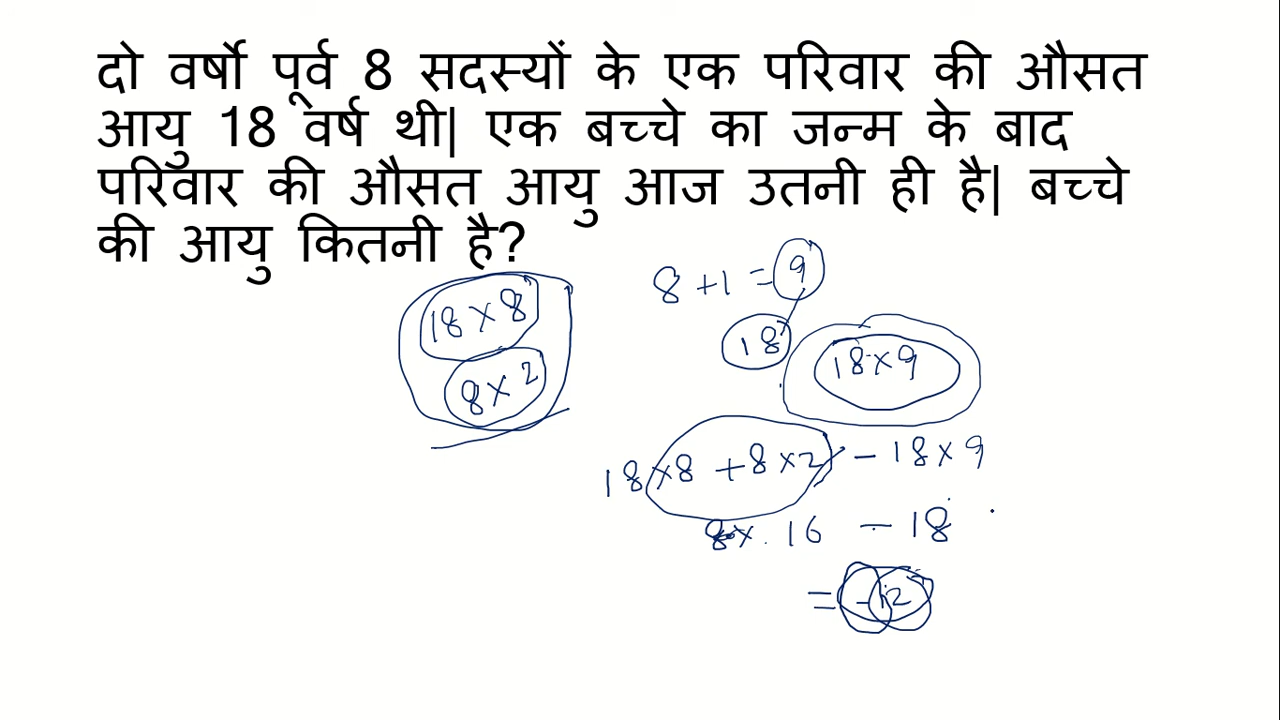 दो वर्षो पूर्व 8 सदस्यों के एक परिवार की औसत
आयु 18 वर्ष थी| एक बच्चे का जन्म के बाद
परिवार की औसत आयु आज उतनी ही है| बच्चे
की आयु कितनी है?
8 + 1 = 9
18 × 8
18
18 × 9
8 × 2
18 × 8 + 8 × 2 - 18 × 9
16 - 18
= -2